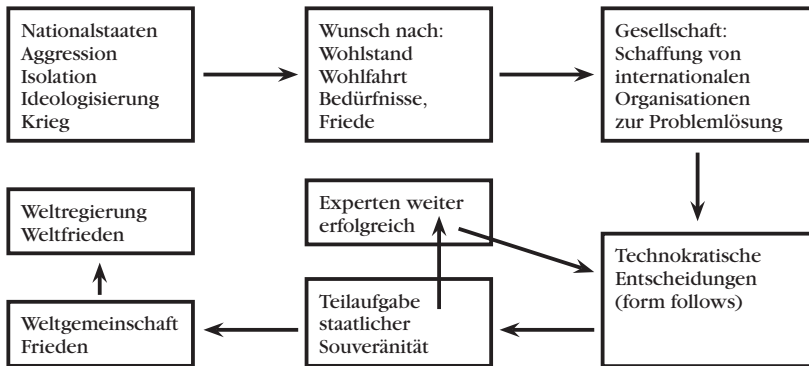 Nationalstaaten
Aggression
Isolation
Ideologisierung
Krieg
Wunsch nach:
Wohlstand
Wohlfahrt
Bedürfnisse,
Friede
Gesellschaft:
Schaffung von
internationalen
Organisationen
zur Problemlösung
Weltregierung
Weltfrieden
Experten weiter
erfolgreich
Technokratische
Entscheidungen
(form follows)
Weltgemeinschaft
Frieden
Teilaufgabe
staatlicher
Souveränität